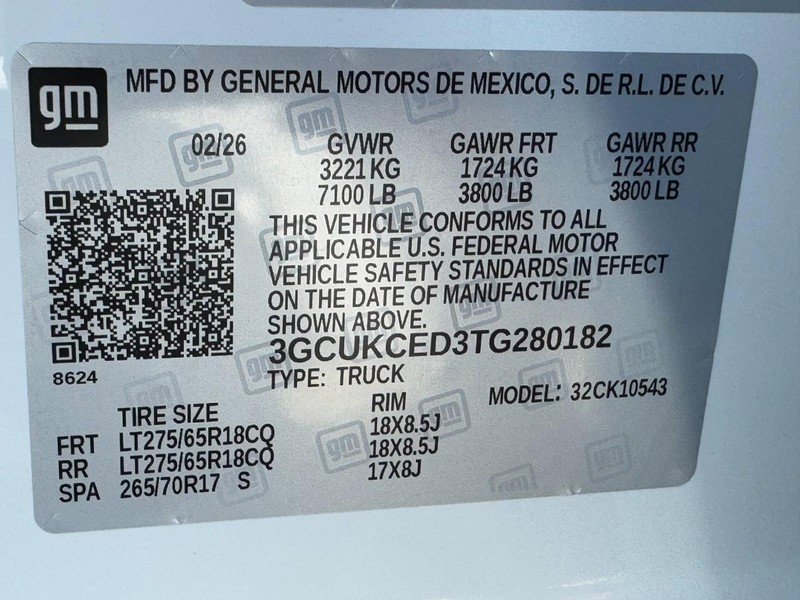 gm MFD BY GENERAL MOTORS DE MEXICO, S. DE R.L. DE C.V.
02/26 GVWR GAWR FRT GAWR RR
3221 KG 1724 KG 1724 KG
7100 LB 3800 LB 3800 LB
THIS VEHICLE CONFORMS TO ALL
APPLICABLE U.S. FEDERAL MOTOR
VEHICLE SAFETY STANDARDS IN EFFECT
ON THE DATE OF MANUFACTURE
SHOWN ABOVE.
3GCUKCED3TG280182
8624
TYPE: TRUCK MODEL: 32CK10543
TIRE SIZE RIM
FRT LT275/65R18CQ 18X8.5J
RR LT275/65R18CQ 18X8.5J
SPA 265/70R17 S 17X8J